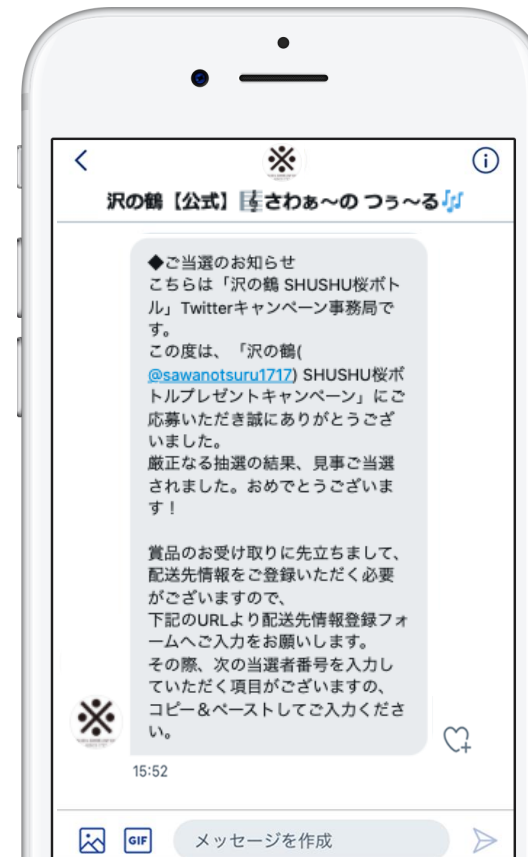 沢の鶴【公式】🎼さわぁ〜の つぅ〜る🎶
◆ご当選のお知らせ
こちらは「沢の鶴 SHUSHU桜ボト
ル」Twitterキャンペーン事務局で
す。
この度は、「沢の鶴(
@sawanotsuru1717) SHUSHU桜ボ
トルプレゼントキャンペーン」にご
応募いただき誠にありがとうござ
いました。
厳正なる抽選の結果、見事ご当選
されました。おめでとうございま
す！
賞品のお受け取りに先立ちまして、
配送先情報をご登録いただく必要
がございますので、
下記のURLより配送先情報登録フォ
ームへご入力をお願いします。
その際、次の当選者番号を入力し
ていただく項目がございますの、
コピー＆ペーストしてご入力くださ
い。
15:52
GIF
メッセージを作成